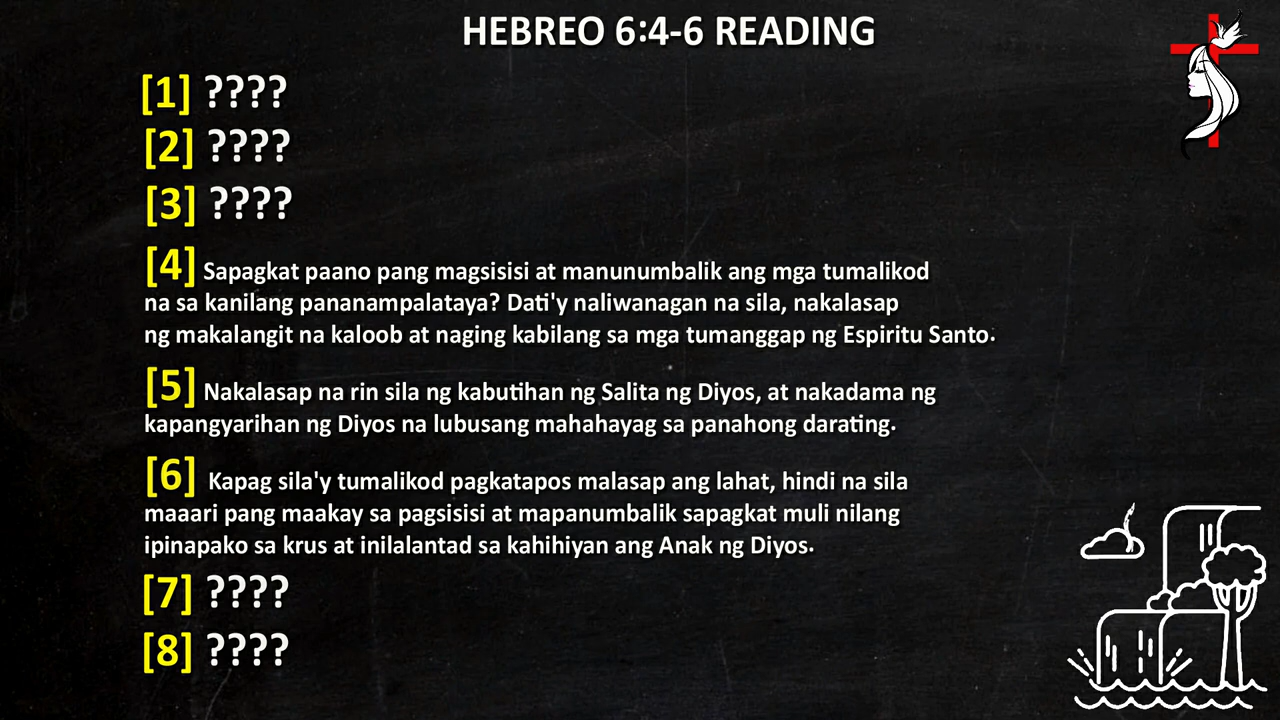 HEBREO 6:4-6 READING
[1] ????
[2] ????
[3] ????
[4] Sapagkat paano pang magsisisi at manunumbalik ang mga tumalikod
na sa kanilang pananampalataya? Dati'y naliwanagan na sila, nakalasap
ng makalangit na kaloob at naging kabilang sa mga tumanggap ng Espiritu Santo.
[5] Nakalasap na rin sila ng kabutihan ng Salita ng Diyos, at nakadama ng
kapangyarihan ng Diyos na lubusang mahahayag sa panahong darating.
[6] Kapag sila'y tumalikod pagkatapos malasap ang lahat, hindi na sila
maaari pang maakay sa pagsisisi at mapanumbalik sapagkat muli nilang
ipinapako sa krus at inilalantad sa kahihiyan ang Anak ng Diyos.
[7] ????
[8] ????